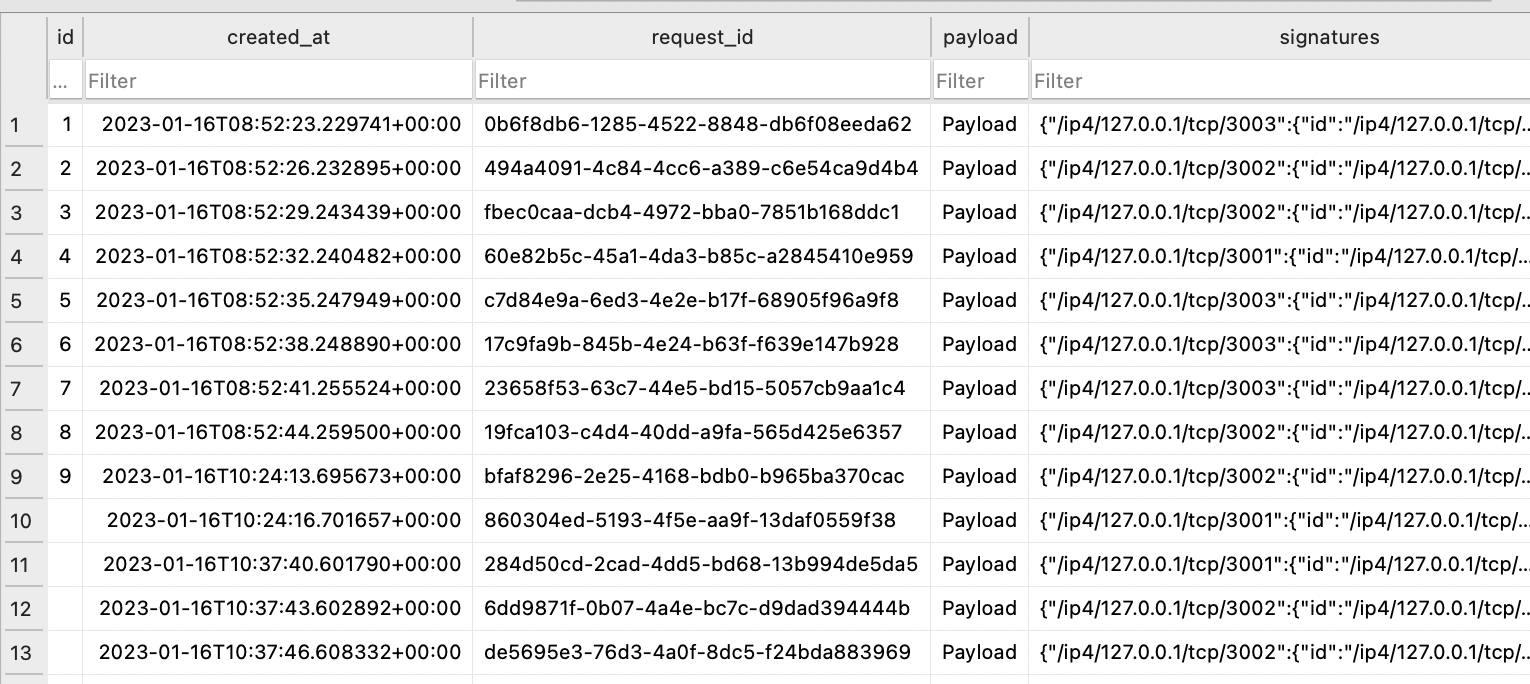 id created_at request_id payload signatures
... Filter Filter Filter Filter
1 1 2023-01-16T08:52:23.229741+00:00 0b6f8db6-1285-4522-8848-db6f08eeda62 Payload {"/ip4/127.0.0.1/tcp/3003":{"id":"/ip4/127.0.0.1/tcp/...
2 2 2023-01-16T08:52:26.232895+00:00 494a4091-4c84-4cc6-a389-c6e54ca9d4b4 Payload {"/ip4/127.0.0.1/tcp/3002":{"id":"/ip4/127.0.0.1/tcp/...
3 3 2023-01-16T08:52:29.243439+00:00 fbec0caa-dcb4-4972-bba0-7851b168ddc1 Payload {"/ip4/127.0.0.1/tcp/3002":{"id":"/ip4/127.0.0.1/tcp/...
4 4 2023-01-16T08:52:32.240482+00:00 60e82b5c-45a1-4da3-b85c-a2845410e959 Payload {"/ip4/127.0.0.1/tcp/3001":{"id":"/ip4/127.0.0.1/tcp/...
5 5 2023-01-16T08:52:35.247949+00:00 c7d84e9a-6ed3-4e2e-b17f-68905f96a9f8 Payload {"/ip4/127.0.0.1/tcp/3003":{"id":"/ip4/127.0.0.1/tcp/...
6 6 2023-01-16T08:52:38.248890+00:00 17c9fa9b-845b-4e24-b63f-f639e147b928 Payload {"/ip4/127.0.0.1/tcp/3003":{"id":"/ip4/127.0.0.1/tcp/...
7 7 2023-01-16T08:52:41.255524+00:00 23658f53-63c7-44e5-bd15-5057cb9aa1c4 Payload {"/ip4/127.0.0.1/tcp/3003":{"id":"/ip4/127.0.0.1/tcp/...
8 8 2023-01-16T08:52:44.259500+00:00 19fca103-c4d4-40dd-a9fa-565d425e6357 Payload {"/ip4/127.0.0.1/tcp/3002":{"id":"/ip4/127.0.0.1/tcp/...
9 9 2023-01-16T10:24:13.695673+00:00 bfaf8296-2e25-4168-bdb0-b965ba370cac Payload {"/ip4/127.0.0.1/tcp/3002":{"id":"/ip4/127.0.0.1/tcp/...
10 2023-01-16T10:24:16.701657+00:00 860304ed-5193-4f5e-aa9f-13daf0559f38 Payload {"/ip4/127.0.0.1/tcp/3001":{"id":"/ip4/127.0.0.1/tcp/...
11 2023-01-16T10:37:40.601790+00:00 284d50cd-2cad-4dd5-bd68-13b994de5da5 Payload {"/ip4/127.0.0.1/tcp/3001":{"id":"/ip4/127.0.0.1/tcp/...
12 2023-01-16T10:37:43.602892+00:00 6dd9871f-0b07-4a4e-bc7c-d9dad394444b Payload {"/ip4/127.0.0.1/tcp/3002":{"id":"/ip4/127.0.0.1/tcp/...
13 2023-01-16T10:37:46.608332+00:00 de5695e3-76d3-4a0f-8dc5-f24bda883969 Payload {"/ip4/127.0.0.1/tcp/3002":{"id":"/ip4/127.0.0.1/tcp/...